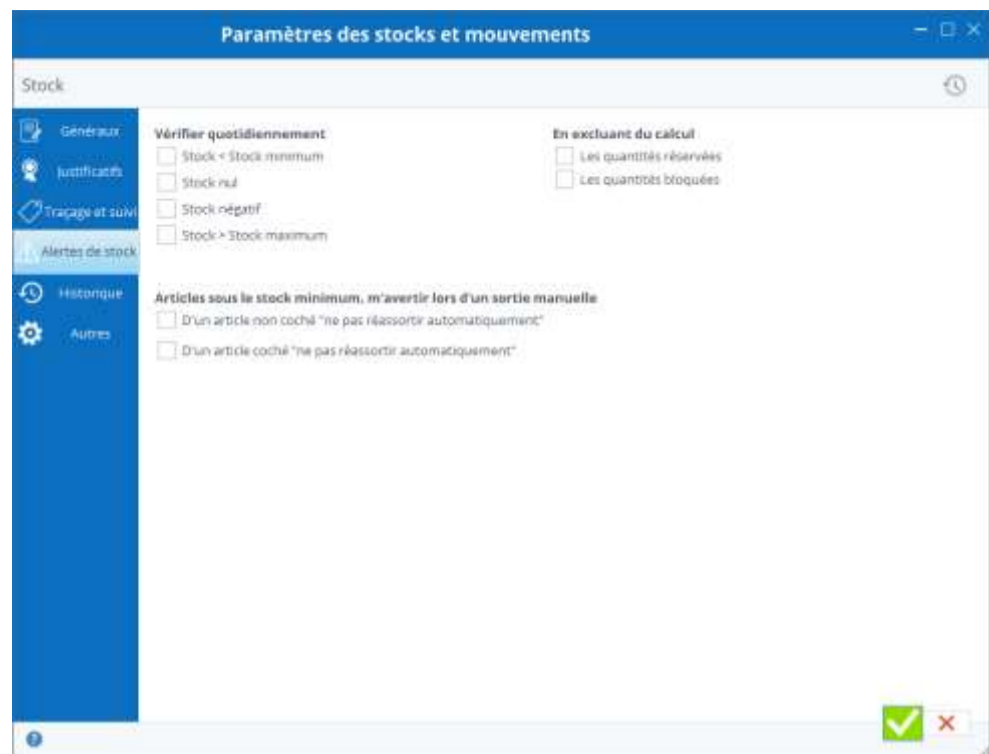 Paramètres des stocks et mouvements
Stock
Généraux
Justificatifs
Traçage et suivi
Alertes de stock
Historique
Autres
Vérifier quotidiennement
Stock < Stock minimum
Stock nul
Stock négatif
Stock > Stock maximum
En excluant du calcul
Les quantités réservées
Les quantités bloquées
Articles sous le stock minimum, m'avertir lors d'un sortie manuelle
D'un article non coché "ne pas réassortir automatiquement"
D'un article coché "ne pas réassortir automatiquement"